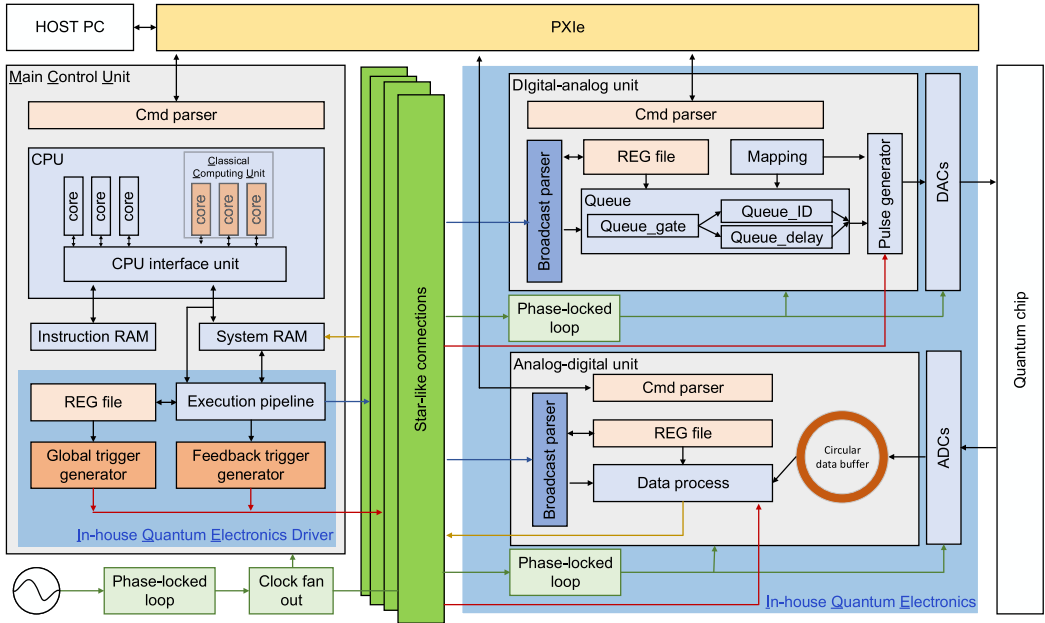 HOST PC
PXIe
Main Control Unit
Cmd parser
CPU
core
core
core
Classical
Computing Unit
core
core
core
CPU interface unit
Instruction RAM
System RAM
REG file
Execution pipeline
Global trigger
generator
Feedback trigger
generator
In-house Quantum Electronics Driver
Phase-locked
loop
Clock fan
out
Star-like connections
DIgital-analog unit
Cmd parser
Broadcast parser
REG file
Mapping
Queue
Queue_gate
Queue_ID
Queue_delay
Pulse generator
DACs
Phase-locked
loop
Analog-digital unit
Cmd parser
Broadcast parser
REG file
Data process
Circular
data buffer
ADCs
Phase-locked
loop
In-house Quantum Electronics
Quantum chip